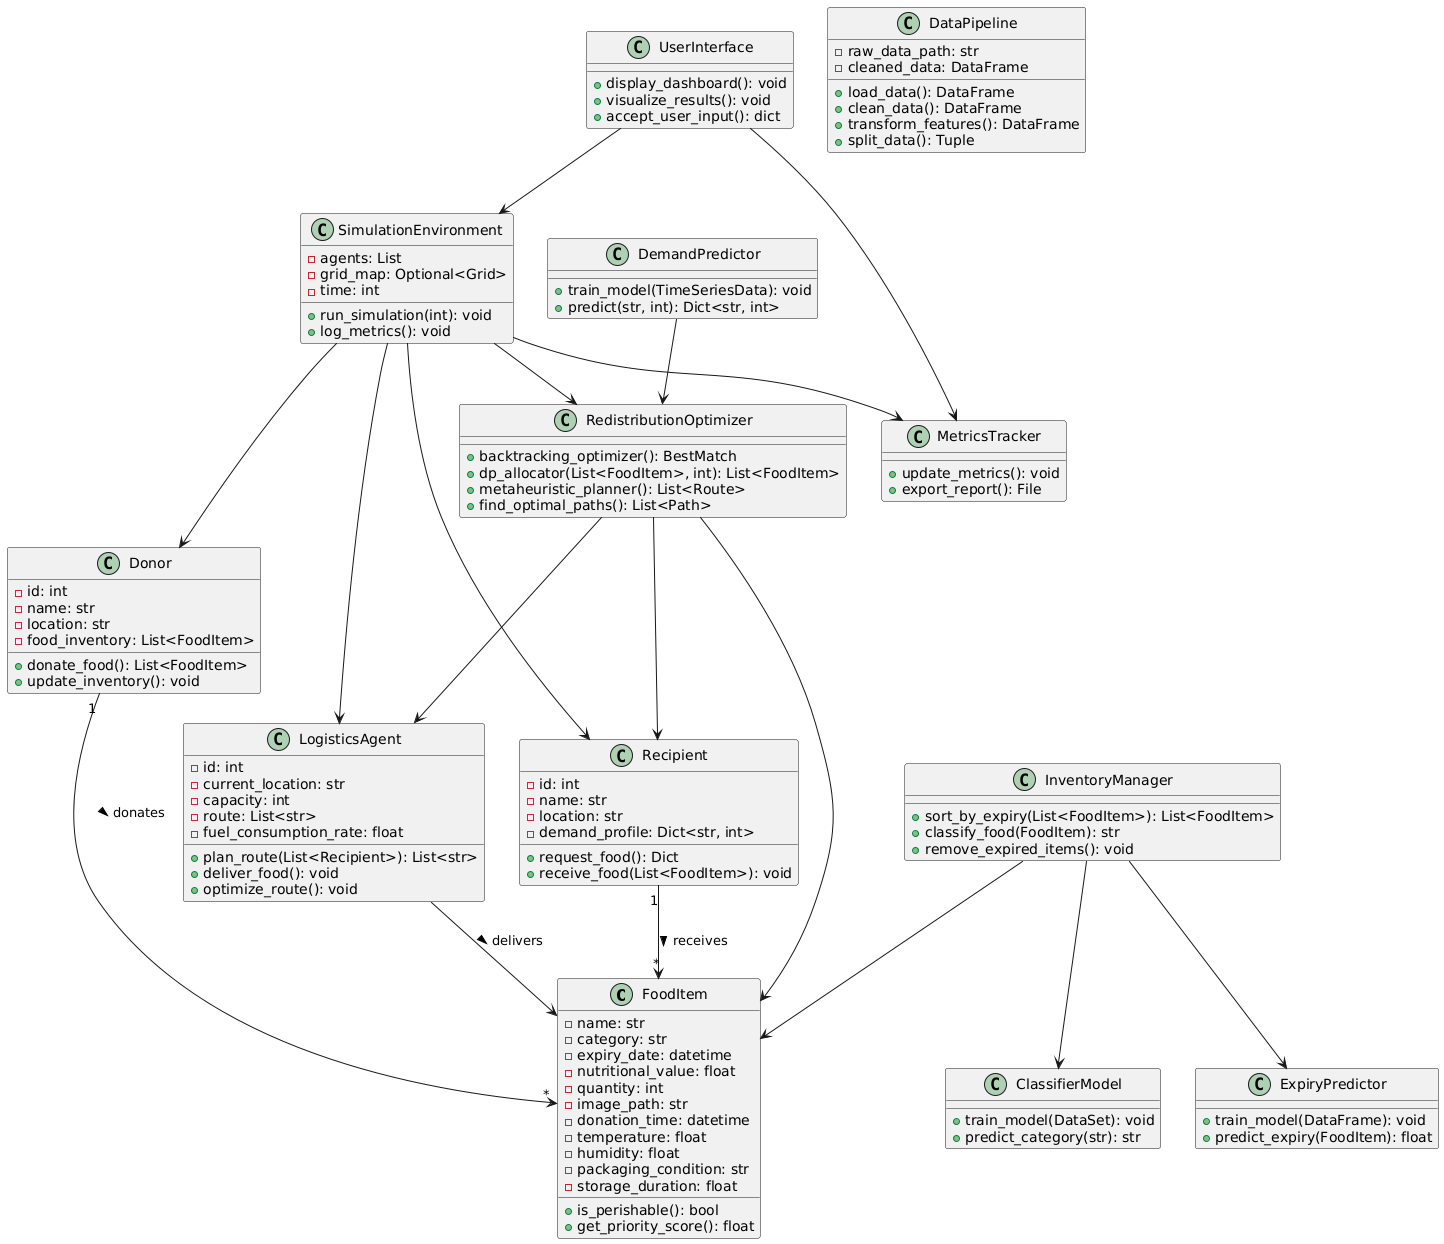 C DataPipeline
raw_data_path: str
cleaned_data: DataFrame
load_data(): DataFrame
clean_data(): DataFrame
transform_features(): DataFrame
split_data(): Tuple
C UserInterface
display_dashboard(): void
visualize_results(): void
accept_user_input(): dict
C SimulationEnvironment
agents: List
grid_map: Optional<Grid>
time: int
run_simulation(int): void
log_metrics(): void
C DemandPredictor
train_model(TimeSeriesData): void
predict(str, int): Dict<str, int>
C RedistributionOptimizer
backtracking_optimizer(): BestMatch
dp_allocator(List<FoodItem>, int): List<FoodItem>
metaheuristic_planner(): List<Route>
find_optimal_paths(): List<Path>
C MetricsTracker
update_metrics(): void
export_report(): File
C Donor
id: int
name: str
location: str
food_inventory: List<FoodItem>
donate_food(): List<FoodItem>
update_inventory(): void
1
donates
C LogisticsAgent
id: int
current_location: str
capacity: int
route: List<str>
fuel_consumption_rate: float
plan_route(List<Recipient>): List<str>
deliver_food(): void
optimize_route(): void
C Recipient
id: int
name: str
location: str
demand_profile: Dict<str, int>
request_food(): Dict
receive_food(List<FoodItem>): void
C InventoryManager
sort_by_expiry(List<FoodItem>): List<FoodItem>
classify_food(FoodItem): str
remove_expired_items(): void
1
delivers
receives
*
C FoodItem
name: str
category: str
expiry_date: datetime
nutritional_value: float
quantity: int
image_path: str
donation_time: datetime
temperature: float
humidity: float
packaging_condition: str
storage_duration: float
is_perishable(): bool
get_priority_score(): float
*
C ClassifierModel
train_model(DataSet): void
predict_category(str): str
C ExpiryPredictor
train_model(DataFrame): void
predict_expiry(FoodItem): float